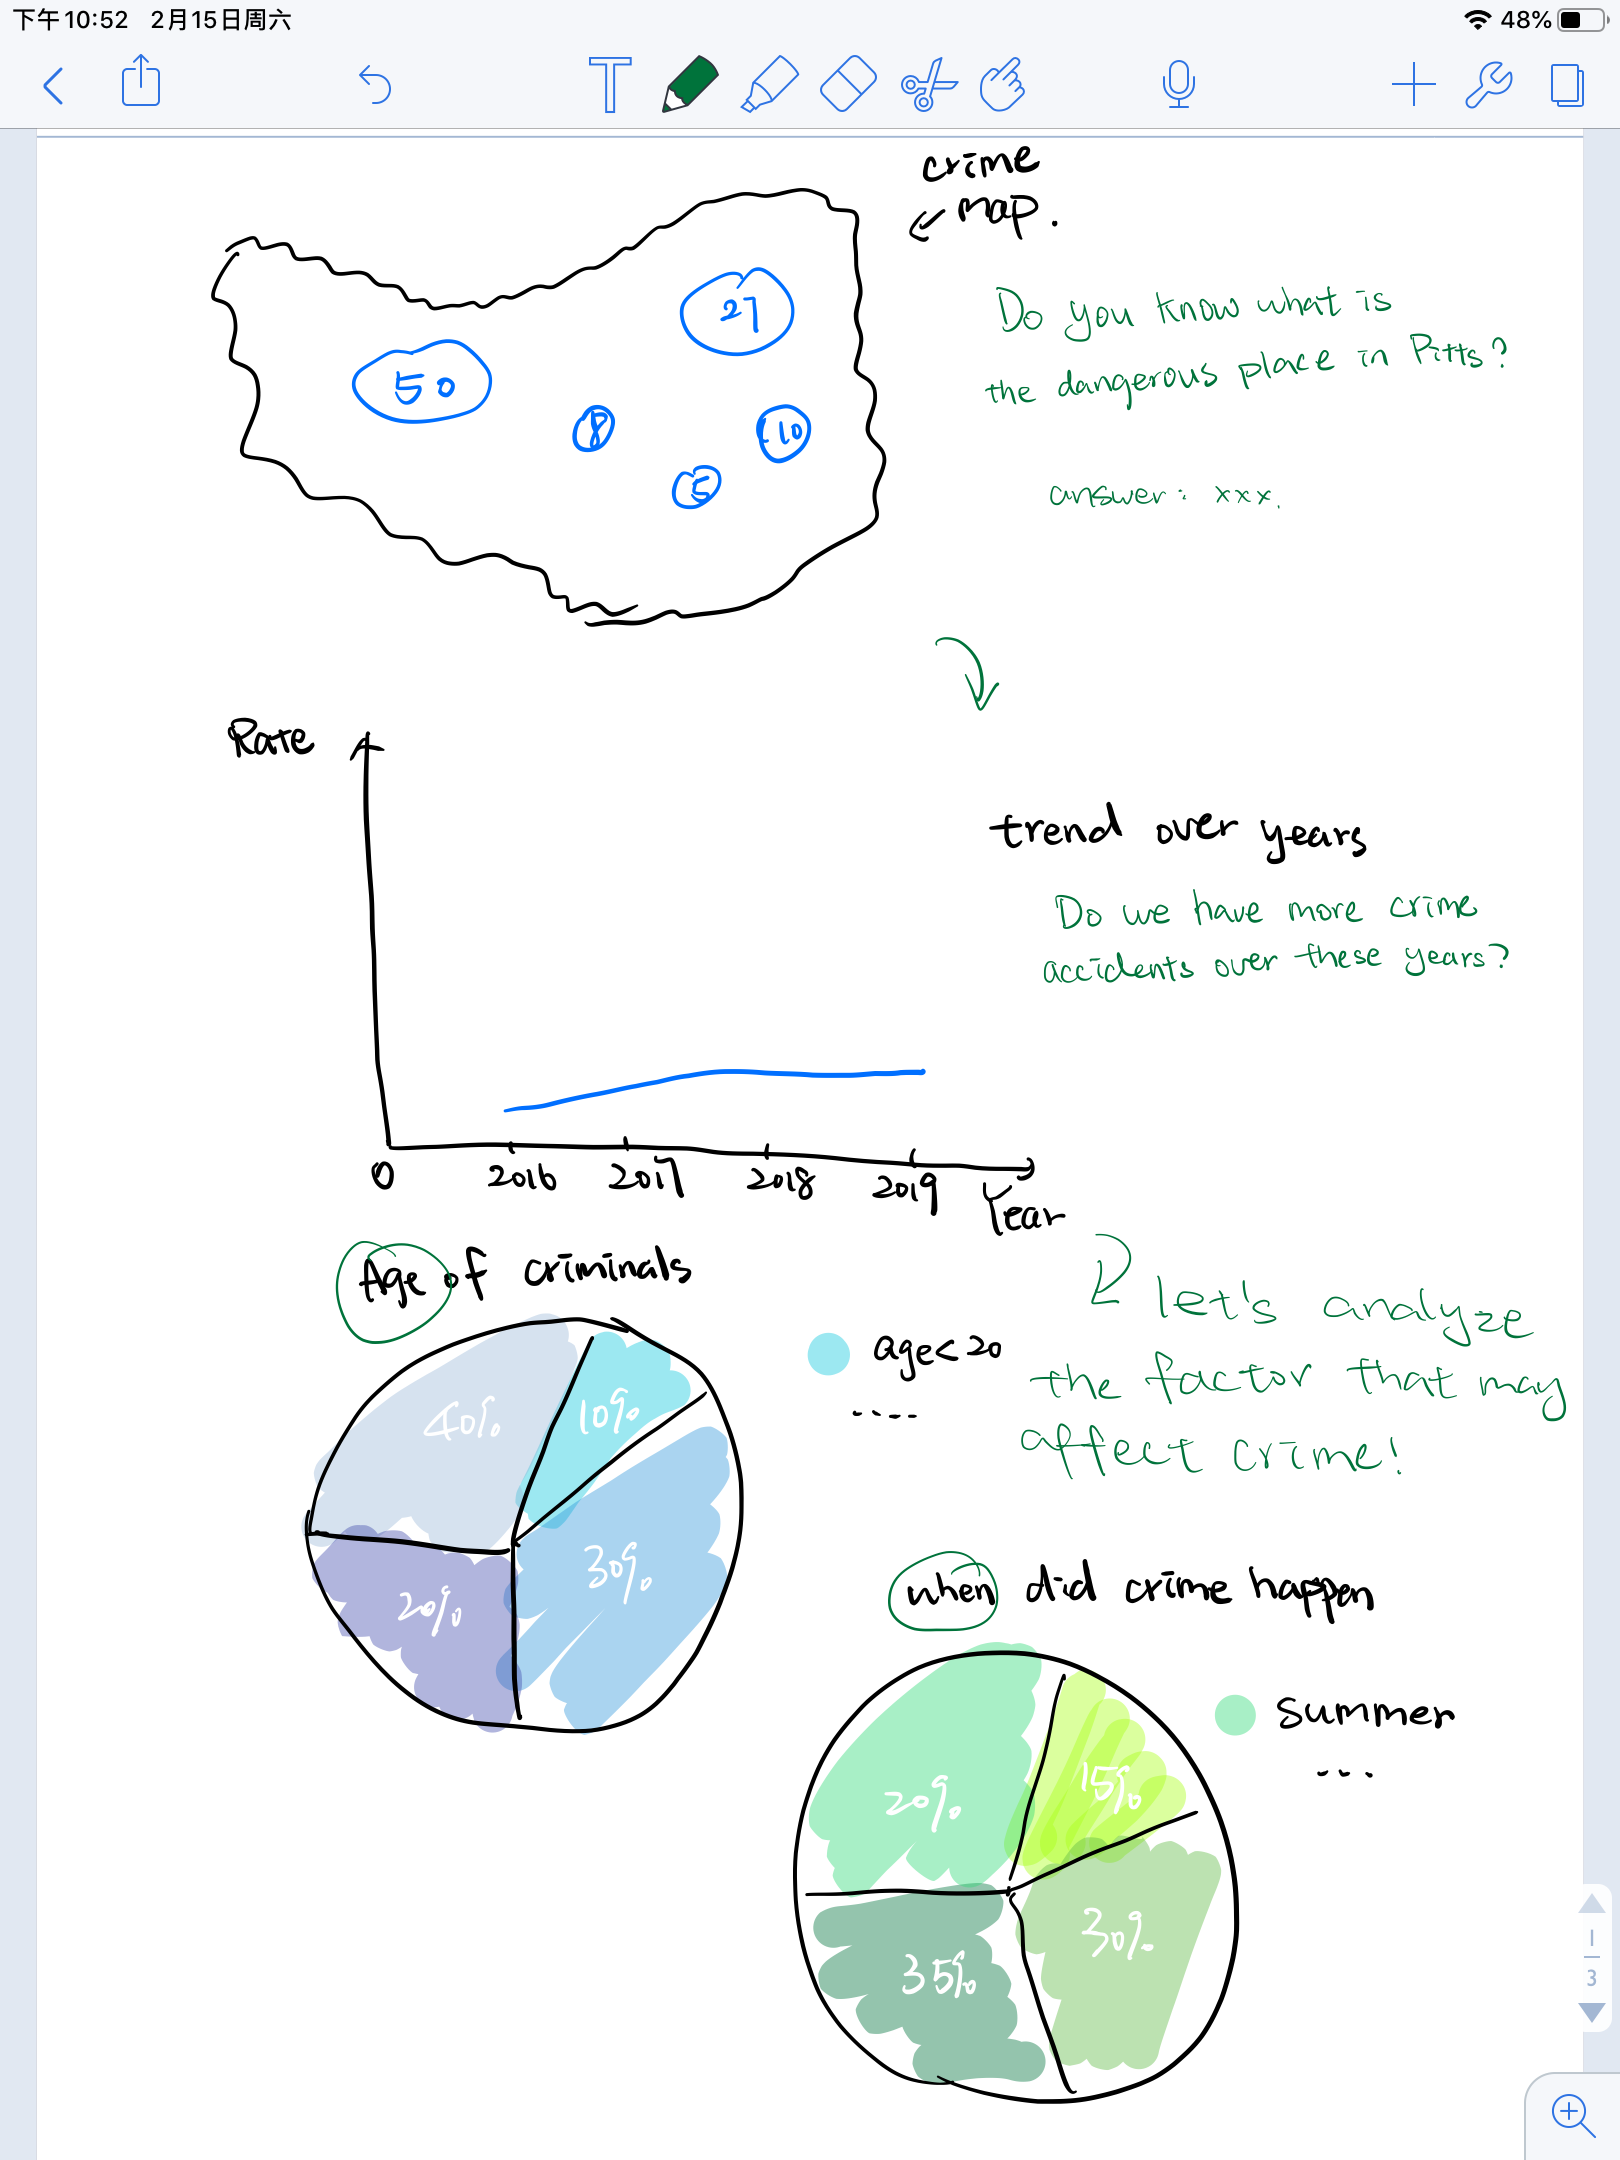 下午10:52 2月15日周六
48%
crime
map.
Do you know what is
the dangerous place in Pitts?
answer: xxx.
27
50
8
10
5
Rate
trend over years
Do we have more crime
accidents over these years?
0 2016 2017 2018 2019
Year
Age of criminals
let's analyze
the factor that may
affect crime!
age<20
....
40%
10%
30%
20%
when did crime happen
Summer
...
20%
15%
30%
35%
1
3